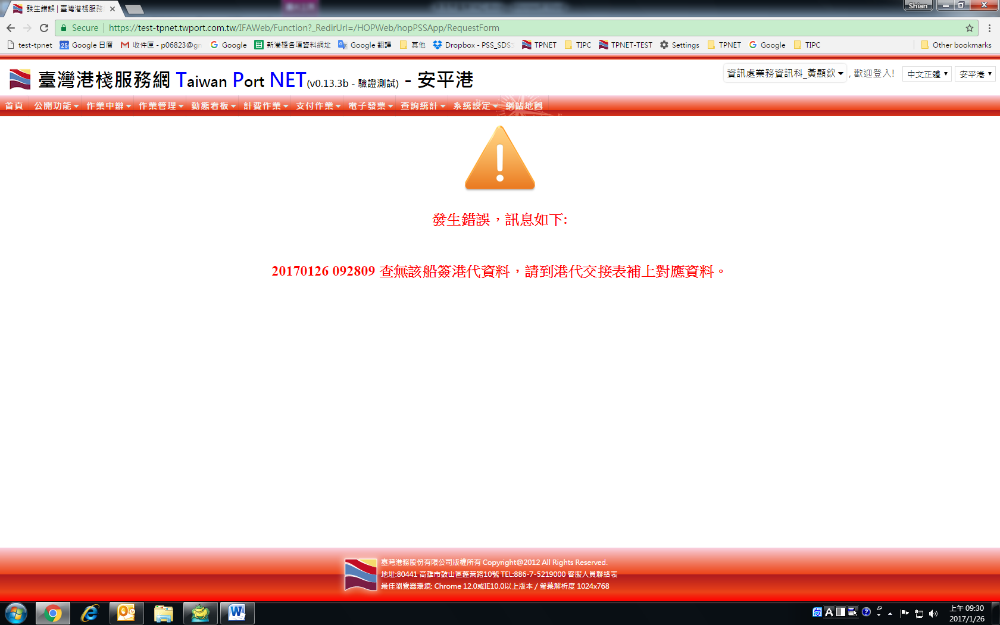 發生錯誤 | 臺灣港棧服務
Shian
Secure | https://test-tpnet.twport.com.tw/IFAWeb/Function?_RedirUrl=/HOPWeb/hopPSSApp/RequestForm
test-tpnet Google 日曆 收件匣 - p06823@gm Google 新港棧各項資料網址 Google 翻譯 其他 Dropbox - PSS_SDS TPNET TIPC TPNET-TEST Settings TPNET Google TIPC Other bookmarks
臺灣港棧服務網 Taiwan Port NET(v0.13.3b - 驗證測試) - 安平港
資訊處業務資訊科_黃顯欽 , 歡迎登入! 中文正體 安平港
首頁 公開功能 作業申辦 作業管理 動態看板 計費作業 支付作業 電子發票 查詢統計 系統設定 網站地圖
發生錯誤，訊息如下:
20170126 092809 查無該船簽港代資料，請到港代交接表補上對應資料。
臺灣港務股份有限公司版權所有 Copyright@2012 All Rights Reserved.
地址:80441 高雄市鼓山區蓬萊路10號 TEL:886-7-5219000 客服人員聯絡表
最佳瀏覽器環境: Chrome 12.0或IE10.0以上版本 / 螢幕解析度 1024x768
上午 09:30
2017/1/26